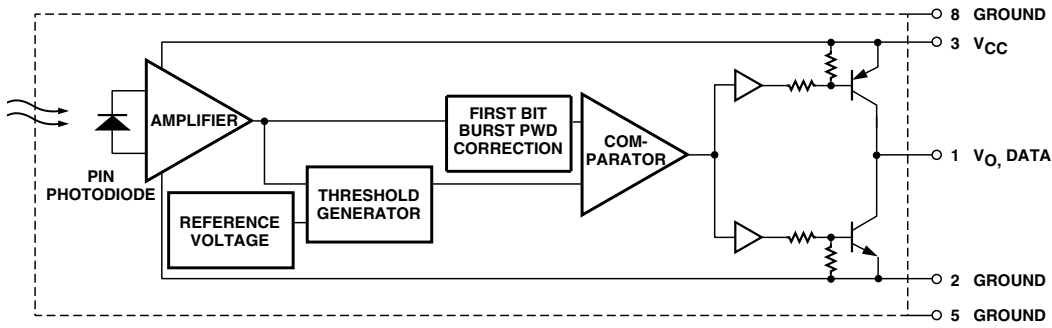 8 GROUND
3 VCC
AMPLIFIER
FIRST BIT
BURST PWD
CORRECTION
COM-
PARATOR
1 VO, DATA
PIN
PHOTODIODE
THRESHOLD
GENERATOR
REFERENCE
VOLTAGE
2 GROUND
5 GROUND